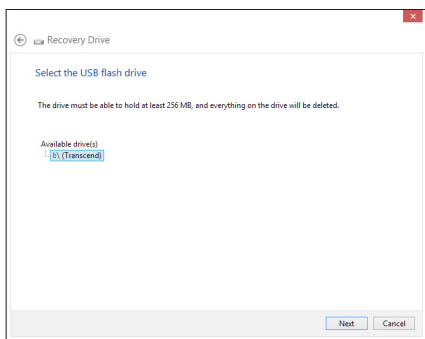 Recovery Drive
Select the USB flash drive
The drive must be able to hold at least 256 MB, and everything on the drive will be deleted.
Available drive(s)
I:\ (Transcend)
Next Cancel